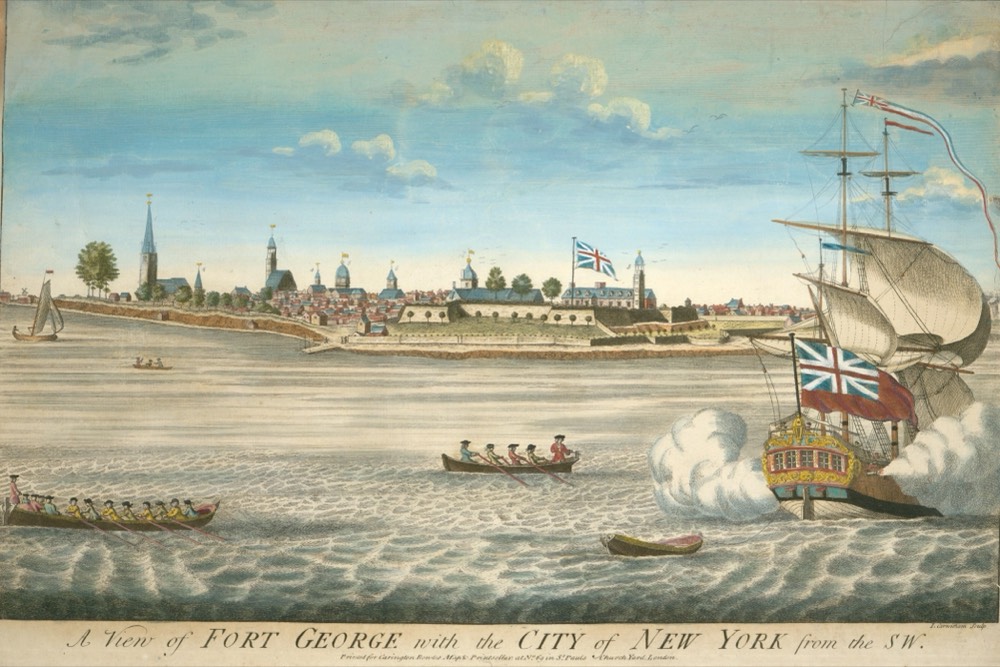 I. Carwitham Sculp.
A View of FORT GEORGE with the CITY of NEW YORK from the SW.
Printed for Carington Bowles Map & Printseller, at No. 69 in St. Pauls Church Yard, London.